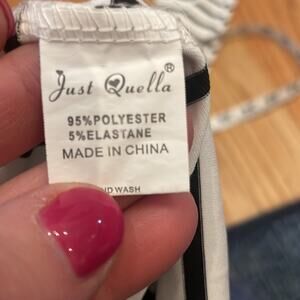 Just Quella®
95%POLYESTER
5%ELASTANE
MADE IN CHINA
WASH